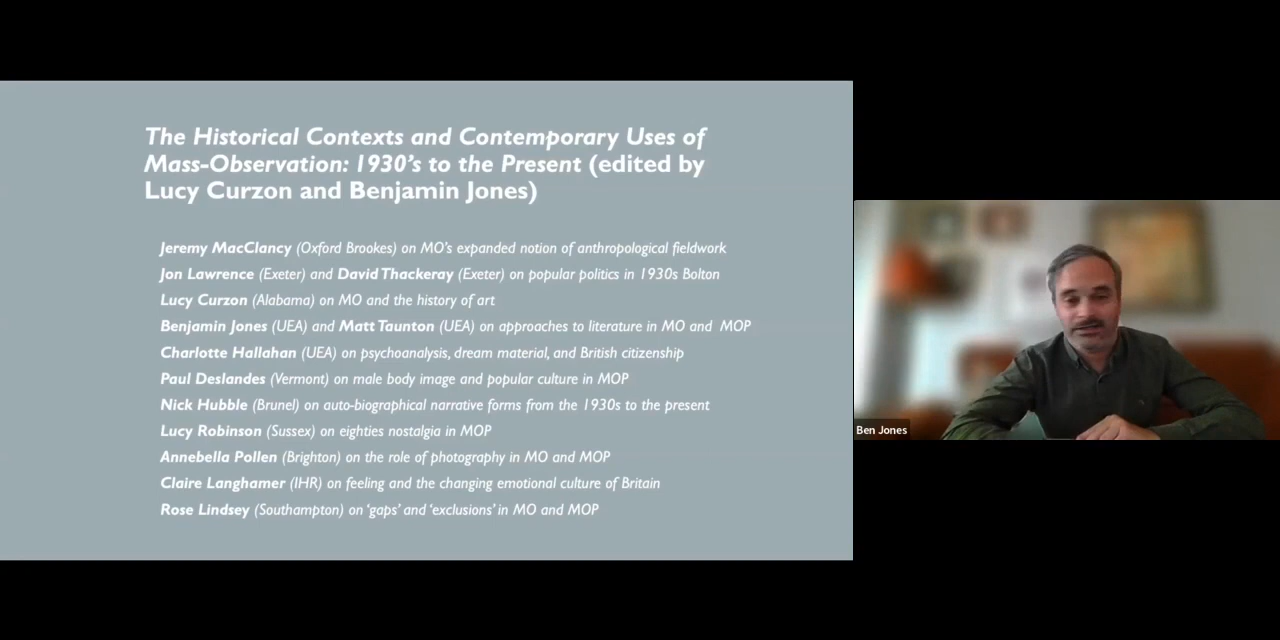 The Historical Contexts and Contemporary Uses of
Mass-Observation: 1930's to the Present (edited by
Lucy Curzon and Benjamin Jones)
Jeremy MacClancy (Oxford Brookes) on MO's expanded notion of anthropological fieldwork
Jon Lawrence (Exeter) and David Thackeray (Exeter) on popular politics in 1930s Bolton
Lucy Curzon (Alabama) on MO and the history of art
Benjamin Jones (UEA) and Matt Taunton (UEA) on approaches to literature in MO and MOP
Charlotte Hallahan (UEA) on psychoanalysis, dream material, and British citizenship
Paul Deslandes (Vermont) on male body image and popular culture in MOP
Nick Hubble (Brunel) on auto-biographical narrative forms from the 1930s to the present
Lucy Robinson (Sussex) on eighties nostalgia in MOP
Annebella Pollen (Brighton) on the role of photography in MO and MOP
Claire Langhamer (IHR) on feeling and the changing emotional culture of Britain
Rose Lindsey (Southampton) on 'gaps' and 'exclusions' in MO and MOP
Ben Jones